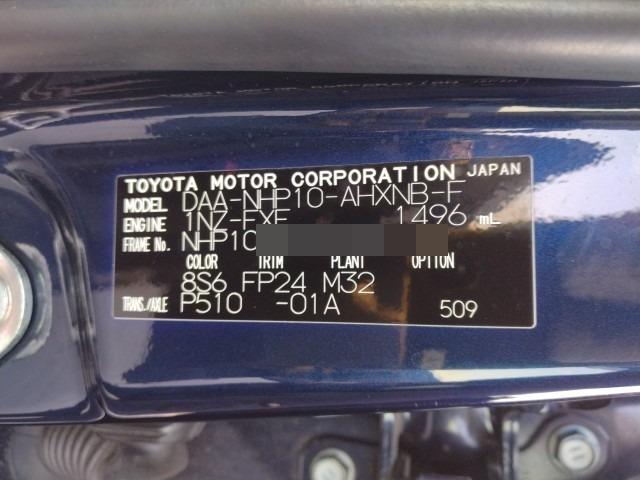 TOYOTA MOTOR CORPORATION JAPAN
MODEL DAA-NHP10-AHXNB-F
ENGINE 1NZ-FXE 1496 mL
FRAME No. NHP10
COLOR TRIM PLANT OPTION
8S6 FP24 M32
TRANS./AXLE P510 -01A 509